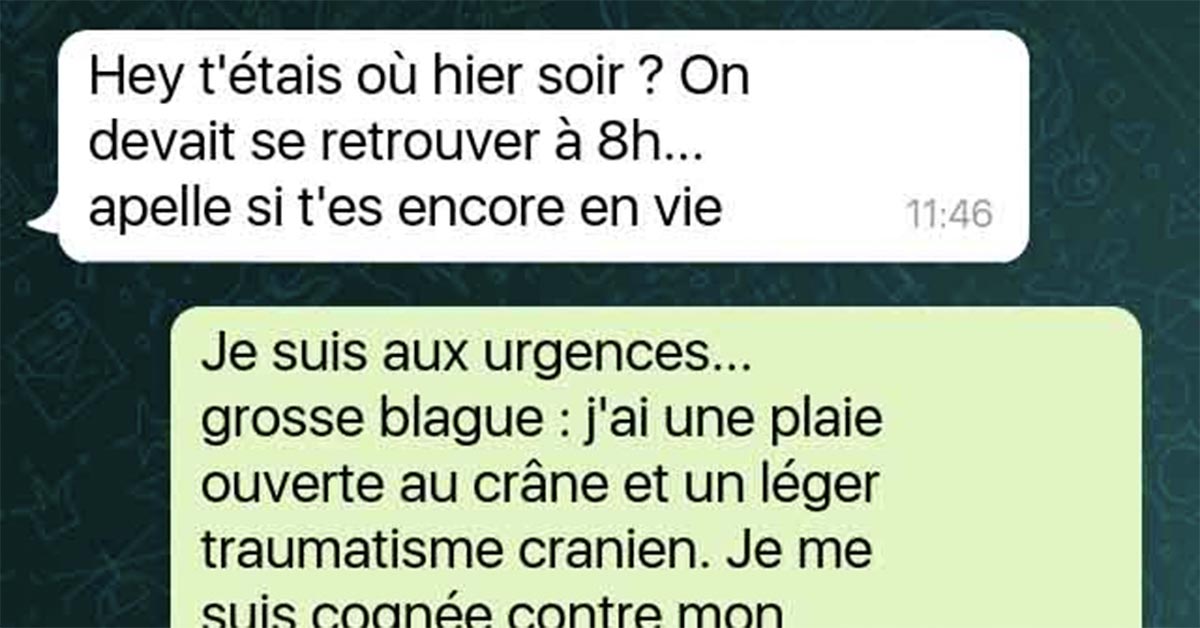 Hey t'étais où hier soir ? On
devait se retrouver à 8h...
apelle si t'es encore en vie
11:46
Je suis aux urgences...
grosse blague : j'ai une plaie
ouverte au crâne et un léger
traumatisme cranien. Je me
suis cognée contre mon